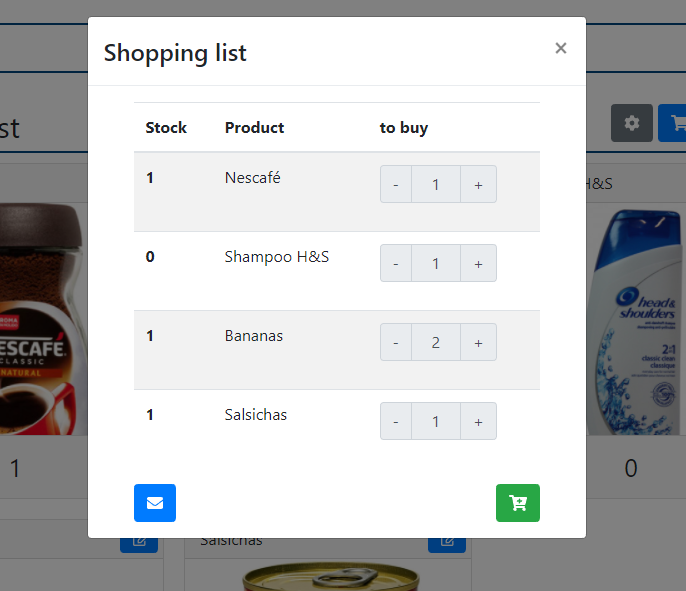 Shopping list ×
Stock Product to buy
1 Nescafé - 1 +
0 Shampoo H&S - 1 +
1 Bananas - 2 +
1 Salsichas - 1 +
st
H&S
NESCAFÉ
CLASSIC
NATURAL
head&
shoulders
2in1
classic clean
classique
1
0
Salsichas